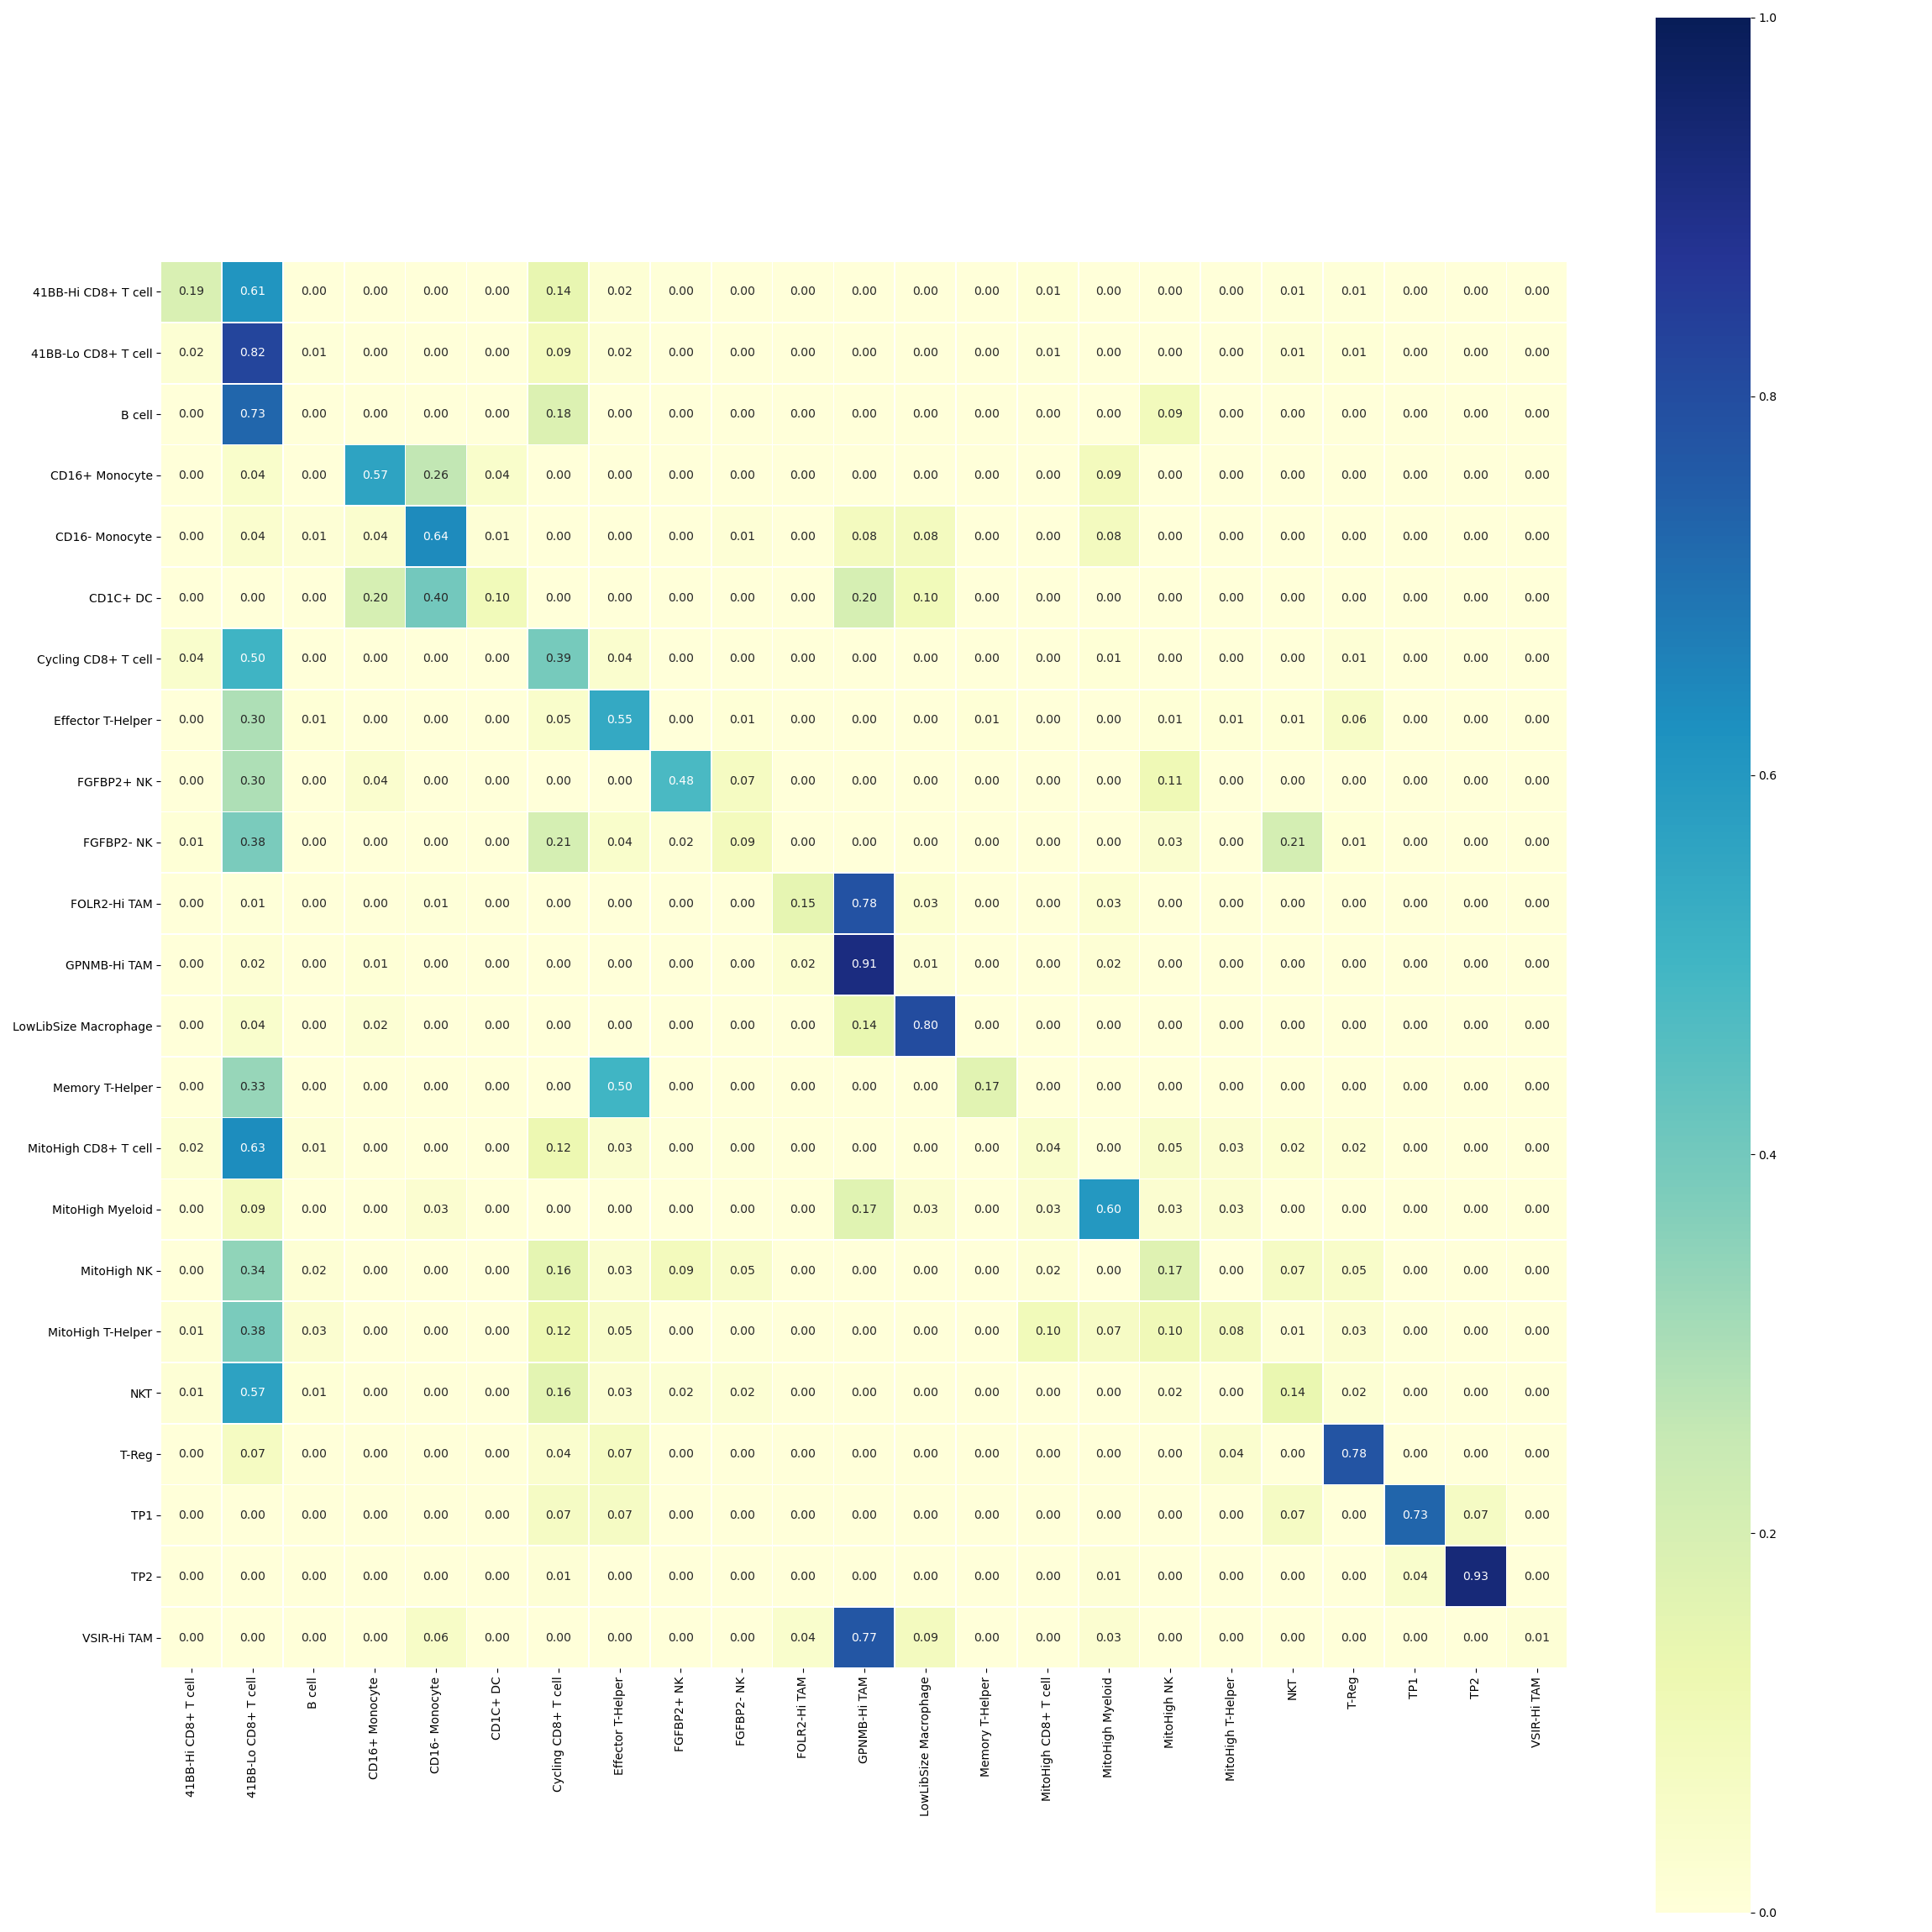 1.0
41BB-Hi CD8+ T cell 0.19 0.61 0.00 0.00 0.00 0.00 0.14 0.02 0.00 0.00 0.00 0.00 0.00 0.00 0.01 0.00 0.00 0.00 0.01 0.01 0.00 0.00 0.00
41BB-Lo CD8+ T cell 0.02 0.82 0.01 0.00 0.00 0.00 0.09 0.02 0.00 0.00 0.00 0.00 0.00 0.00 0.01 0.00 0.00 0.00 0.01 0.01 0.00 0.00 0.00
0.8
B cell 0.00 0.73 0.00 0.00 0.00 0.00 0.18 0.00 0.00 0.00 0.00 0.00 0.00 0.00 0.00 0.00 0.09 0.00 0.00 0.00 0.00 0.00 0.00
CD16+ Monocyte 0.00 0.04 0.00 0.57 0.26 0.04 0.00 0.00 0.00 0.00 0.00 0.00 0.00 0.00 0.00 0.09 0.00 0.00 0.00 0.00 0.00 0.00 0.00
CD16- Monocyte 0.00 0.04 0.01 0.04 0.64 0.01 0.00 0.00 0.00 0.01 0.00 0.08 0.08 0.00 0.00 0.08 0.00 0.00 0.00 0.00 0.00 0.00 0.00
CD1C+ DC 0.00 0.00 0.00 0.20 0.40 0.10 0.00 0.00 0.00 0.00 0.00 0.20 0.10 0.00 0.00 0.00 0.00 0.00 0.00 0.00 0.00 0.00 0.00
Cycling CD8+ T cell 0.04 0.50 0.00 0.00 0.00 0.00 0.39 0.04 0.00 0.00 0.00 0.00 0.00 0.00 0.00 0.01 0.00 0.00 0.00 0.01 0.00 0.00 0.00
Effector T-Helper 0.00 0.30 0.01 0.00 0.00 0.00 0.05 0.55 0.00 0.01 0.00 0.00 0.00 0.01 0.00 0.00 0.01 0.01 0.01 0.06 0.00 0.00 0.00
0.6
FGFBP2+ NK 0.00 0.30 0.00 0.04 0.00 0.00 0.00 0.00 0.48 0.07 0.00 0.00 0.00 0.00 0.00 0.00 0.11 0.00 0.00 0.00 0.00 0.00 0.00
FGFBP2- NK 0.01 0.38 0.00 0.00 0.00 0.00 0.21 0.04 0.02 0.09 0.00 0.00 0.00 0.00 0.00 0.00 0.03 0.00 0.21 0.01 0.00 0.00 0.00
FOLR2-Hi TAM 0.00 0.01 0.00 0.00 0.01 0.00 0.00 0.00 0.00 0.00 0.15 0.78 0.03 0.00 0.00 0.03 0.00 0.00 0.00 0.00 0.00 0.00 0.00
GPNMB-Hi TAM 0.00 0.02 0.00 0.01 0.00 0.00 0.00 0.00 0.00 0.00 0.02 0.91 0.01 0.00 0.00 0.02 0.00 0.00 0.00 0.00 0.00 0.00 0.00
LowLibSize Macrophage 0.00 0.04 0.00 0.02 0.00 0.00 0.00 0.00 0.00 0.00 0.00 0.14 0.80 0.00 0.00 0.00 0.00 0.00 0.00 0.00 0.00 0.00 0.00
Memory T-Helper 0.00 0.33 0.00 0.00 0.00 0.00 0.00 0.50 0.00 0.00 0.00 0.00 0.00 0.17 0.00 0.00 0.00 0.00 0.00 0.00 0.00 0.00 0.00
MitoHigh CD8+ T cell 0.02 0.63 0.01 0.00 0.00 0.00 0.12 0.03 0.00 0.00 0.00 0.00 0.00 0.00 0.04 0.00 0.05 0.03 0.02 0.02 0.00 0.00 0.00
0.4
MitoHigh Myeloid 0.00 0.09 0.00 0.00 0.03 0.00 0.00 0.00 0.00 0.00 0.00 0.17 0.03 0.00 0.03 0.60 0.03 0.03 0.00 0.00 0.00 0.00 0.00
MitoHigh NK 0.00 0.34 0.02 0.00 0.00 0.00 0.16 0.03 0.09 0.05 0.00 0.00 0.00 0.00 0.02 0.00 0.17 0.00 0.07 0.05 0.00 0.00 0.00
MitoHigh T-Helper 0.01 0.38 0.03 0.00 0.00 0.00 0.12 0.05 0.00 0.00 0.00 0.00 0.00 0.00 0.10 0.07 0.10 0.08 0.01 0.03 0.00 0.00 0.00
NKT 0.01 0.57 0.01 0.00 0.00 0.00 0.16 0.03 0.02 0.02 0.00 0.00 0.00 0.00 0.00 0.00 0.02 0.00 0.14 0.02 0.00 0.00 0.00
T-Reg 0.00 0.07 0.00 0.00 0.00 0.00 0.04 0.07 0.00 0.00 0.00 0.00 0.00 0.00 0.00 0.00 0.00 0.04 0.00 0.78 0.00 0.00 0.00
TP1 0.00 0.00 0.00 0.00 0.00 0.00 0.07 0.07 0.00 0.00 0.00 0.00 0.00 0.00 0.00 0.00 0.00 0.00 0.07 0.00 0.73 0.07 0.00
0.2
TP2 0.00 0.00 0.00 0.00 0.00 0.00 0.01 0.00 0.00 0.00 0.00 0.00 0.00 0.00 0.00 0.01 0.00 0.00 0.00 0.00 0.04 0.93 0.00
VSIR-Hi TAM 0.00 0.00 0.00 0.00 0.06 0.00 0.00 0.00 0.00 0.00 0.04 0.77 0.09 0.00 0.00 0.03 0.00 0.00 0.00 0.00 0.00 0.00 0.01
41BB-Hi CD8+ T cell
41BB-Lo CD8+ T cell
B cell
CD16+ Monocyte
CD16- Monocyte
CD1C+ DC
Cycling CD8+ T cell
Effector T-Helper
FGFBP2+ NK
FGFBP2- NK
FOLR2-Hi TAM
GPNMB-Hi TAM
LowLibSize Macrophage
Memory T-Helper
MitoHigh CD8+ T cell
MitoHigh Myeloid
MitoHigh NK
MitoHigh T-Helper
NKT
T-Reg
TP1
TP2
VSIR-Hi TAM
0.0